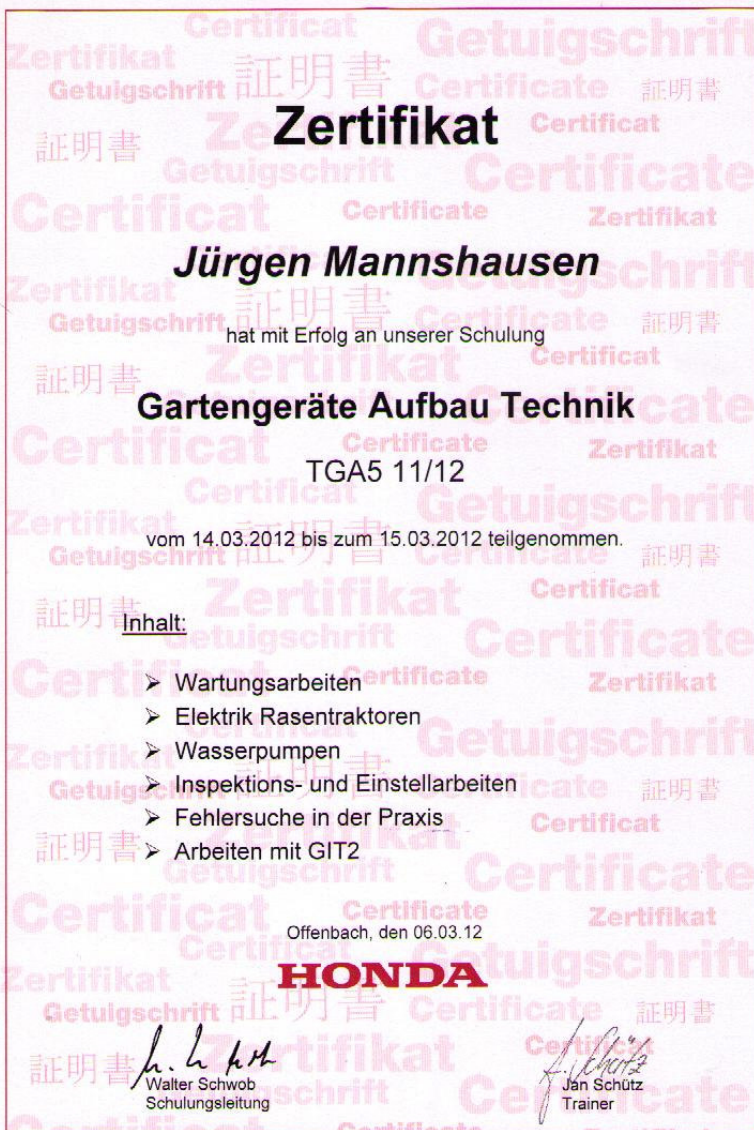 Zertifikat
Jürgen Mannshausen
hat mit Erfolg an unserer Schulung
Gartengeräte Aufbau Technik
TGA5 11/12
vom 14.03.2012 bis zum 15.03.2012 teilgenommen.
Inhalt:
➢ Wartungsarbeiten
➢ Elektrik Rasentraktoren
➢ Wasserpumpen
➢ Inspektions- und Einstellarbeiten
➢ Fehlersuche in der Praxis
➢ Arbeiten mit GIT2
Offenbach, den 06.03.12
HONDA
Walter Schwob
Schulungsleitung
Jan Schütz
Trainer